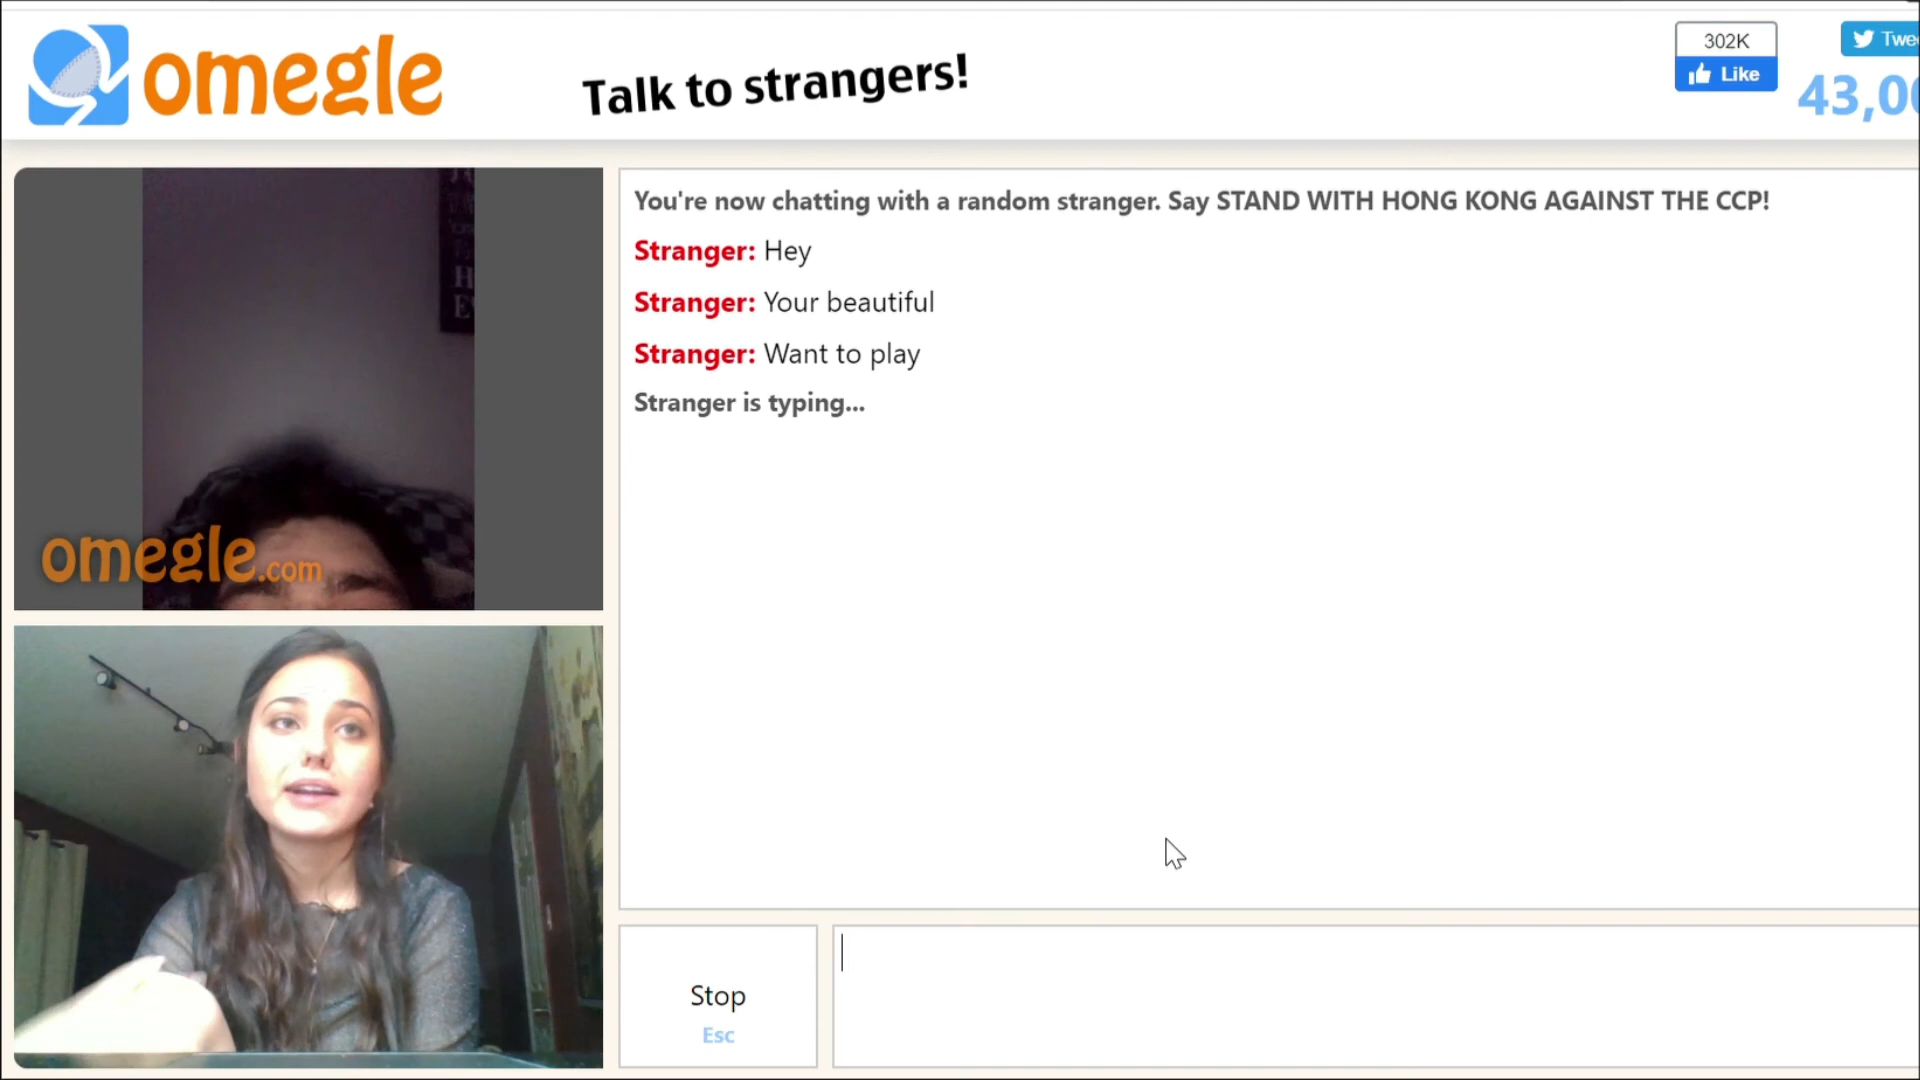 omegle
Talk to strangers!
302K
Like
Twee
43,00
You're now chatting with a random stranger. Say STAND WITH HONG KONG AGAINST THE CCP!
Stranger: Hey
Stranger: Your beautiful
Stranger: Want to play
Stranger is typing...
H
omegle.com
Stop
Esc